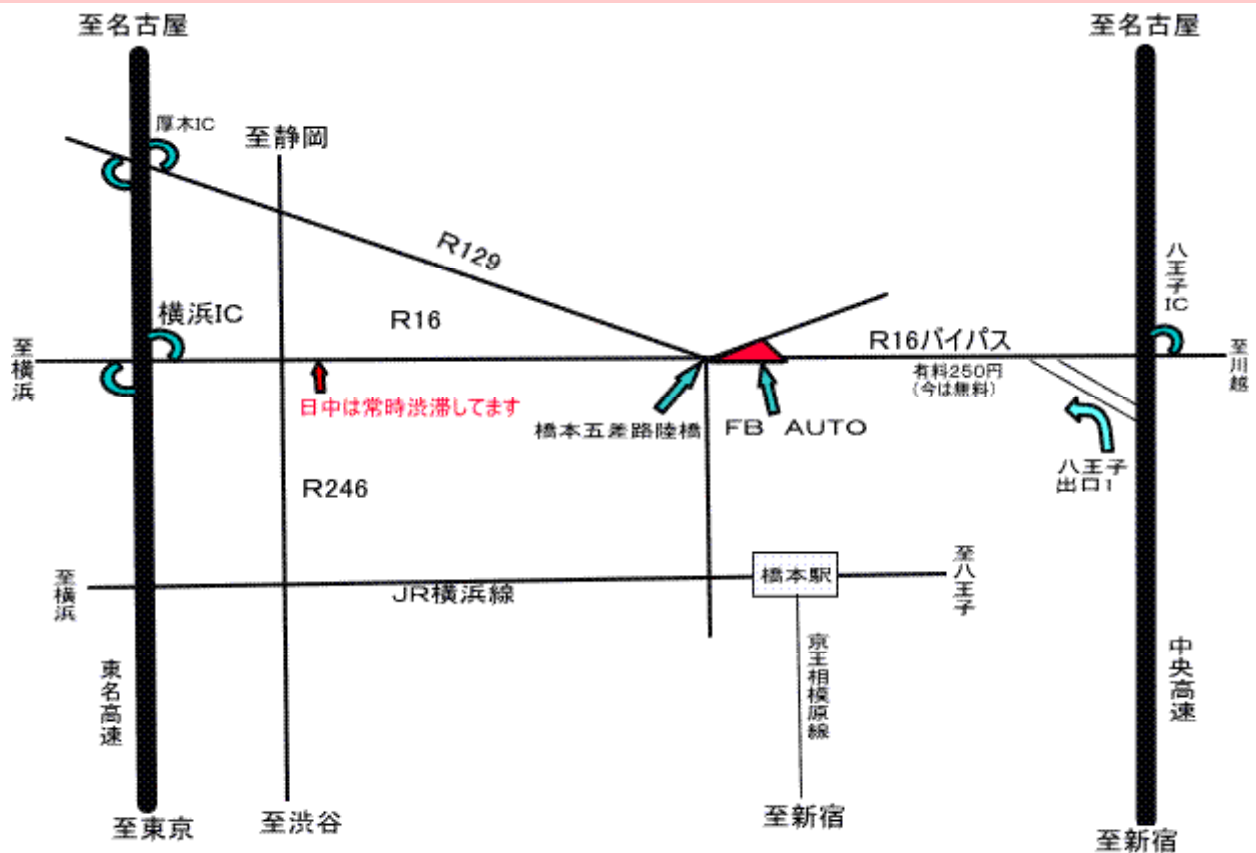 至名古屋
至名古屋
厚木IC
至静岡
R129
八王子IC
横浜IC
R16
R16バイパス
至横浜
至川越
有料250円
(今は無料)
日中は常時渋滞してます
橋本五差路陸橋
FB AUTO
八王子
出口1
R246
至横浜
JR横浜線
橋本駅
至八王子
東名高速
京王相模原線
中央高速
至東京
至渋谷
至新宿
至新宿